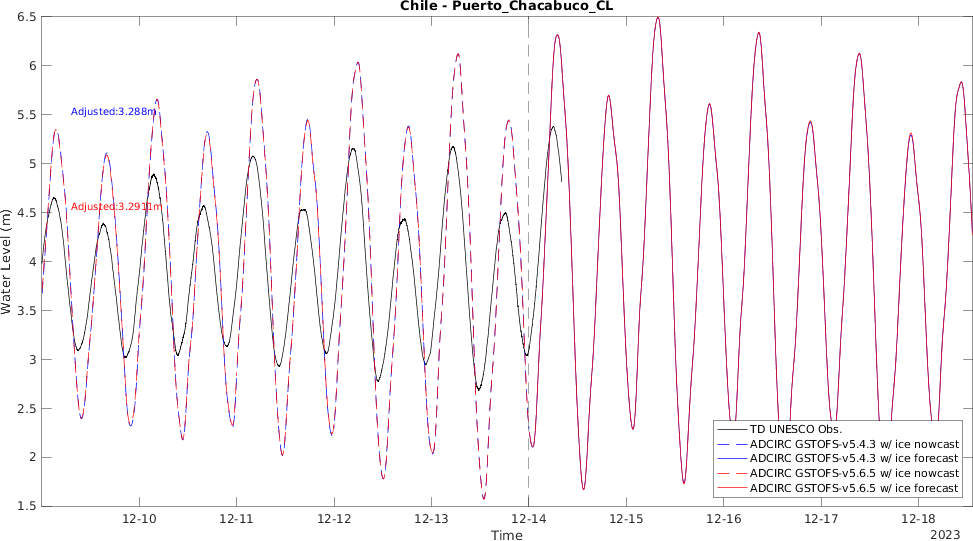 Chile - Puerto_Chacabuco_CL
6.5
6
5.5
5
4.5
4
3.5
3
2.5
2
1.5
Water Level (m)
Adjusted:3.288m
Adjusted:3.2911m
TD UNESCO Obs.
ADCIRC GSTOFS-v5.4.3 w/ ice nowcast
ADCIRC GSTOFS-v5.4.3 w/ ice forecast
ADCIRC GSTOFS-v5.6.5 w/ ice nowcast
ADCIRC GSTOFS-v5.6.5 w/ ice forecast
12-10 12-11 12-12 12-13 12-14 12-15 12-16 12-17 12-18
Time
2023